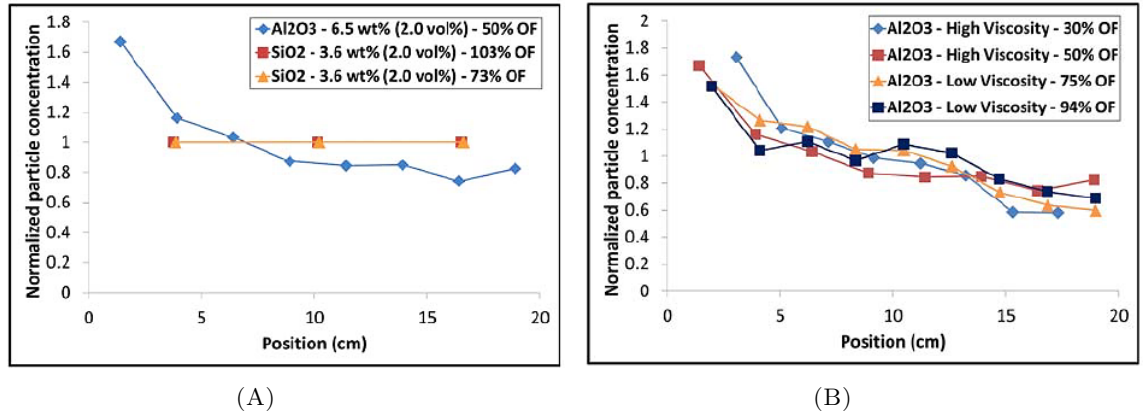 1.8
1.6
1.4
1.2
1
0.8
0.6
0.4
0.2
0
0 5 10 15 20
Normalized particle concentration
Position (cm)
Al2O3 - 6.5 wt% (2.0 vol%) - 50% OF
SiO2 - 3.6 wt% (2.0 vol%) - 103% OF
SiO2 - 3.6 wt% (2.0 vol%) - 73% OF
(A)
2
1.8
1.6
1.4
1.2
1
0.8
0.6
0.4
0.2
0
0 5 10 15 20
Normalized particle concentration
Position (cm)
Al2O3 - High Viscosity - 30% OF
Al2O3 - High Viscosity - 50% OF
Al2O3 - Low Viscosity - 75% OF
Al2O3 - Low Viscosity - 94% OF
(B)